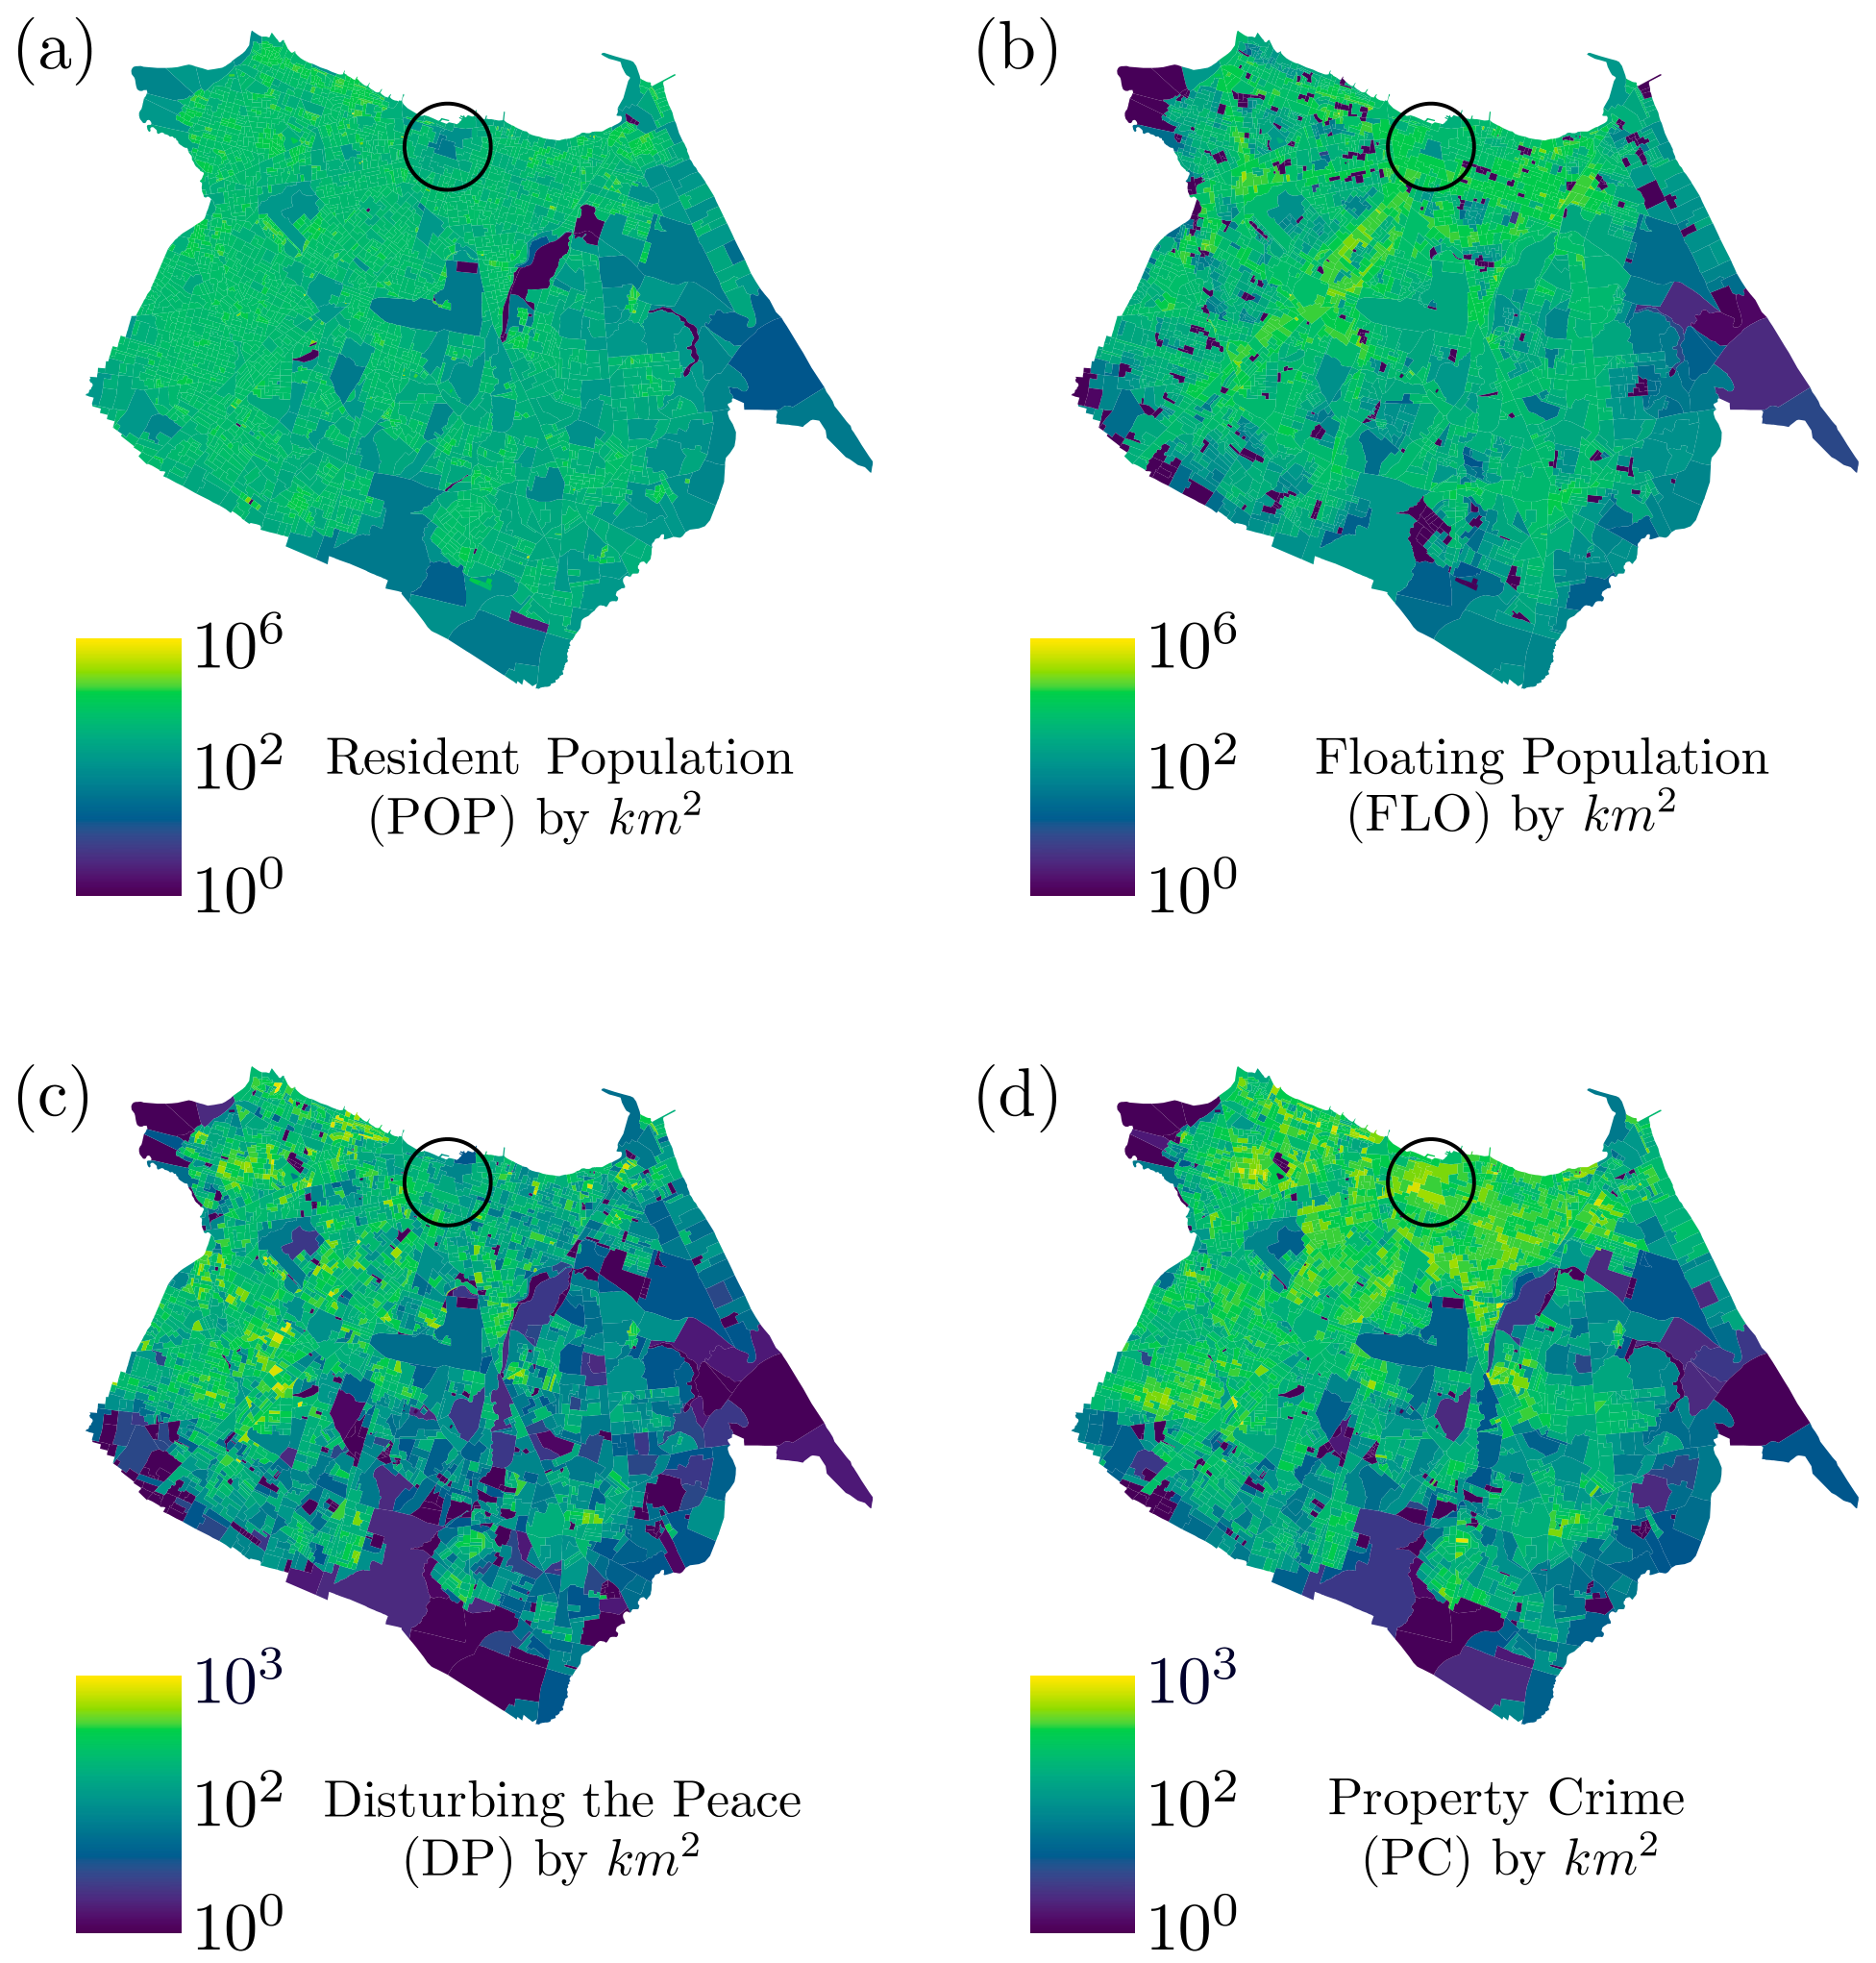 (a)
10^6
10^2
10^0
Resident Population
(POP) by km^2
(b)
10^6
10^2
10^0
Floating Population
(FLO) by km^2
(c)
10^3
10^2
10^0
Disturbing the Peace
(DP) by km^2
(d)
10^3
10^2
10^0
Property Crime
(PC) by km^2